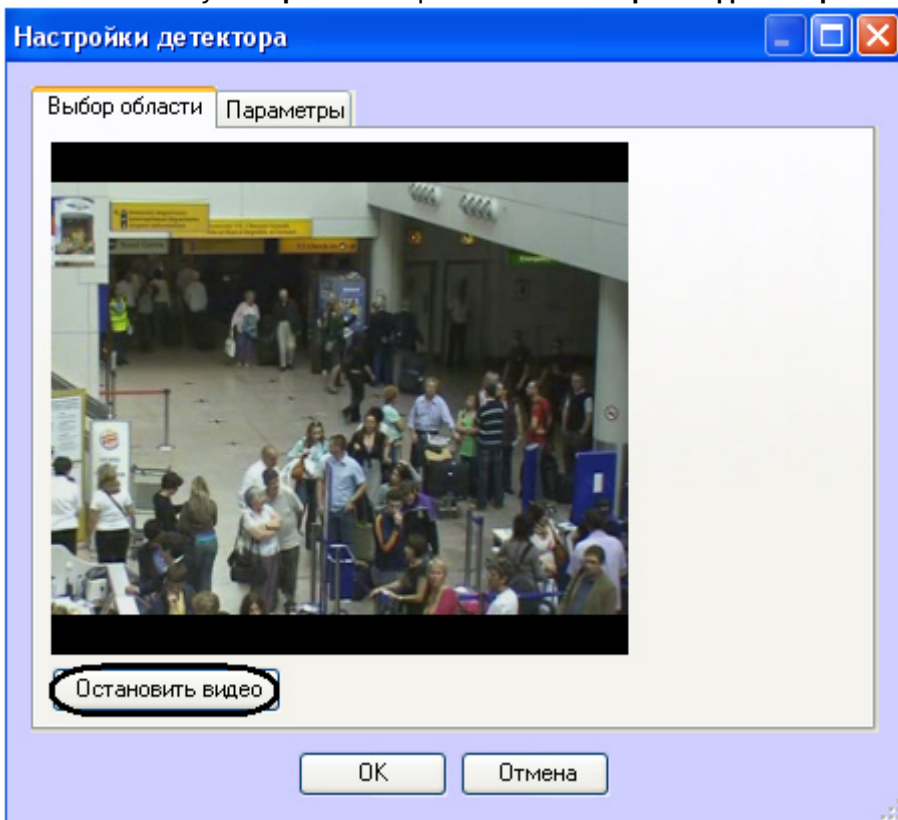 Настройки детектора
Выбор области
Параметры
Остановить видео
OK
Отмена